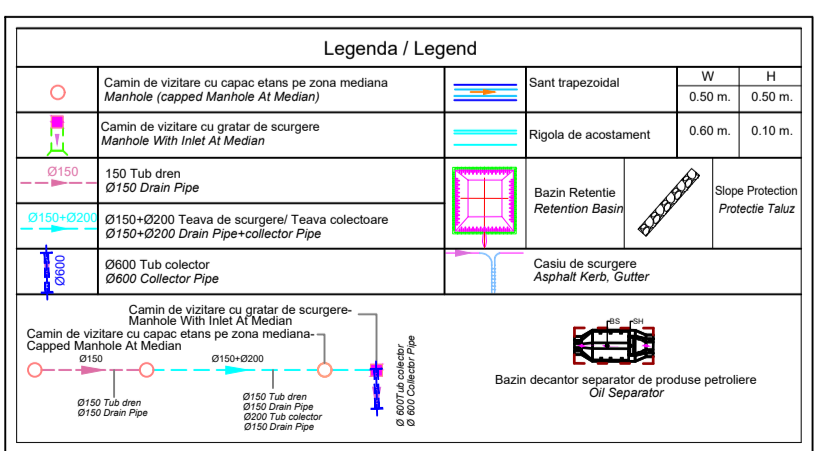 Legenda / Legend
Camin de vizitare cu capac etans pe zona mediana
Manhole (capped Manhole At Median)
Sant trapezoidal
W
H
0.50 m.
0.50 m.
Camin de vizitare cu gratar de scurgere
Manhole With Inlet At Median
Rigola de acostament
0.60 m.
0.10 m.
Ø150
150 Tub dren
Ø150 Drain Pipe
Bazin Retentie
Retention Basin
Slope Protection
Protectie Taluz
Ø150+Ø200
Ø150+Ø200 Teava de scurgere/ Teava colectoare
Ø150+Ø200 Drain Pipe+collector Pipe
Ø600
Ø600 Tub colector
Ø600 Collector Pipe
Casiu de scurgere
Asphalt Kerb, Gutter
Camin de vizitare cu gratar de scurgere-
Manhole With Inlet At Median
Camin de vizitare cu capac etans pe zona mediana-
Capped Manhole At Median
Ø150
Ø150+Ø200
Ø150 Tub dren
Ø150 Drain Pipe
Ø150 Tub dren
Ø150 Drain Pipe
Ø200 Tub colector
Ø150 Drain Pipe
Ø 600Tub colector
Ø 600 Collector Pipe
BS
SH
Bazin decantor separator de produse petroliere
Oil Separator